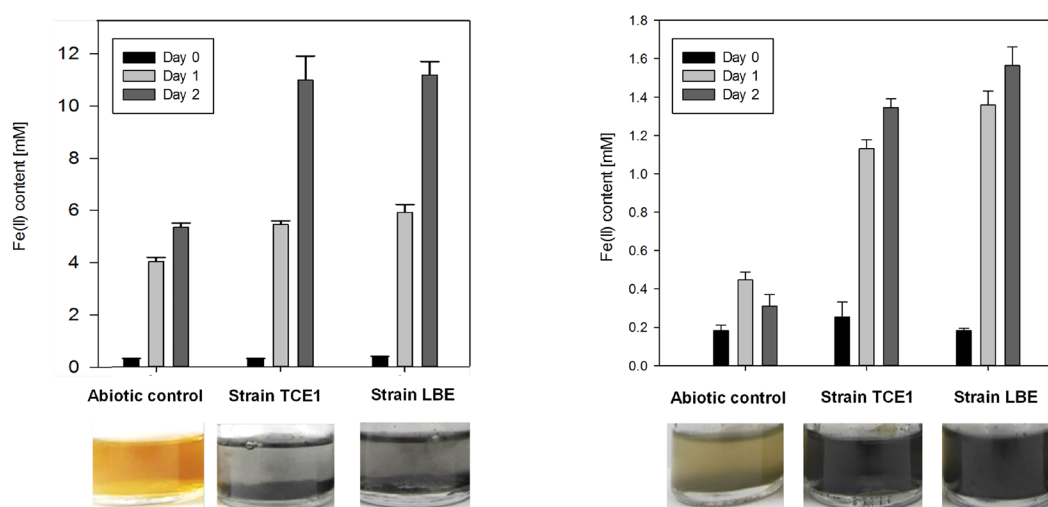 12
10
8
6
4
2
0
Fe(II) content [mM]
Day 0
Day 1
Day 2
Abiotic control Strain TCE1 Strain LBE
1.8
1.6
1.4
1.2
1.0
0.8
0.6
0.4
0.2
0.0
Fe(II) content [mM]
Day 0
Day 1
Day 2
Abiotic control Strain TCE1 Strain LBE